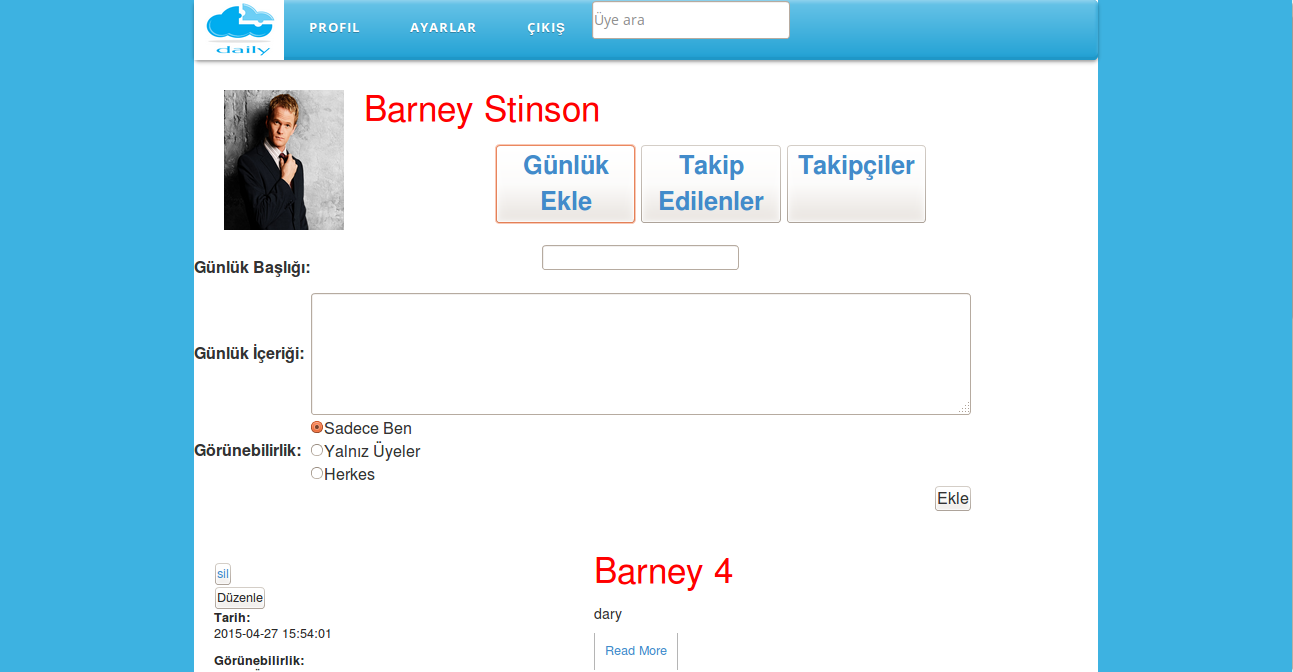 daily
PROFIL AYARLAR ÇIKIŞ Üye ara
Barney Stinson
Günlük
Ekle
Takip
Edilenler
Takipçiler
Günlük Başlığı:
Günlük İçeriği:
Görünebilirlik:
Sadece Ben
Yalnız Üyeler
Herkes
Ekle
sil
Düzenle
Tarih:
2015-04-27 15:54:01
Görünebilirlik:
Barney 4
dary
Read More